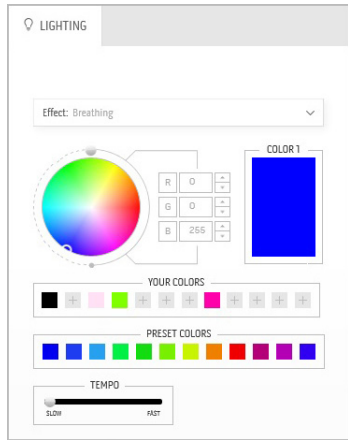 LIGHTING
Effect: Breathing
COLOR 1
R 0
G 0
B 255
YOUR COLORS
PRESET COLORS
TEMPO
SLOW FAST